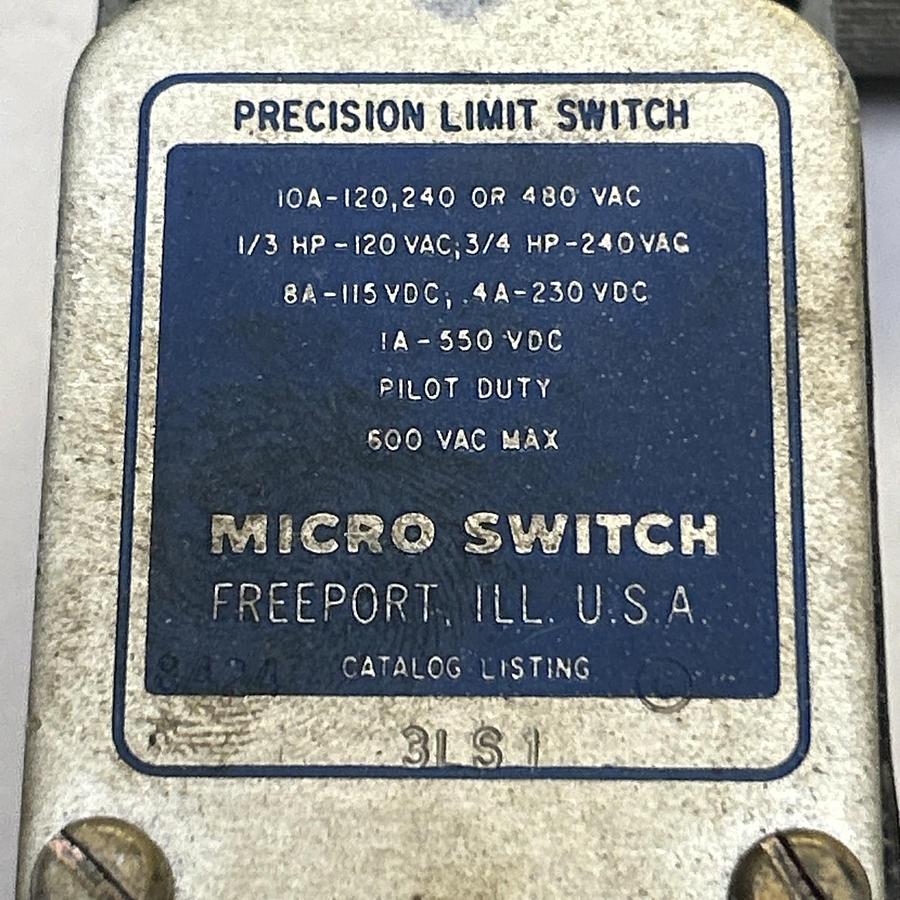 PRECISION LIMIT SWITCH
10A-120,240 OR 480 VAC
1/3 HP-120 VAC; 3/4 HP-240 VAC
.8A-115 VDC; .4A-230 VDC
.1A-550 VDC
PILOT DUTY
600 VAC MAX
MICRO SWITCH
FREEPORT, ILL. U.S.A.
CATALOG LISTING
3LS1